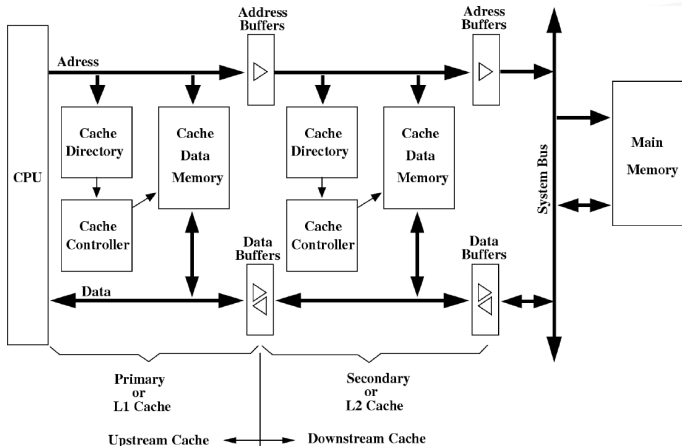 Address
Buffers
Address
Buffers
Adress
CPU
Cache
Directory
Cache
Data
Memory
Cache
Controller
Cache
Directory
Cache
Data
Memory
Cache
Controller
System Bus
Main
Memory
Data
Buffers
Data
Buffers
Data
Primary
or
L1 Cache
Secondary
or
L2 Cache
Upstream Cache
Downstream Cache